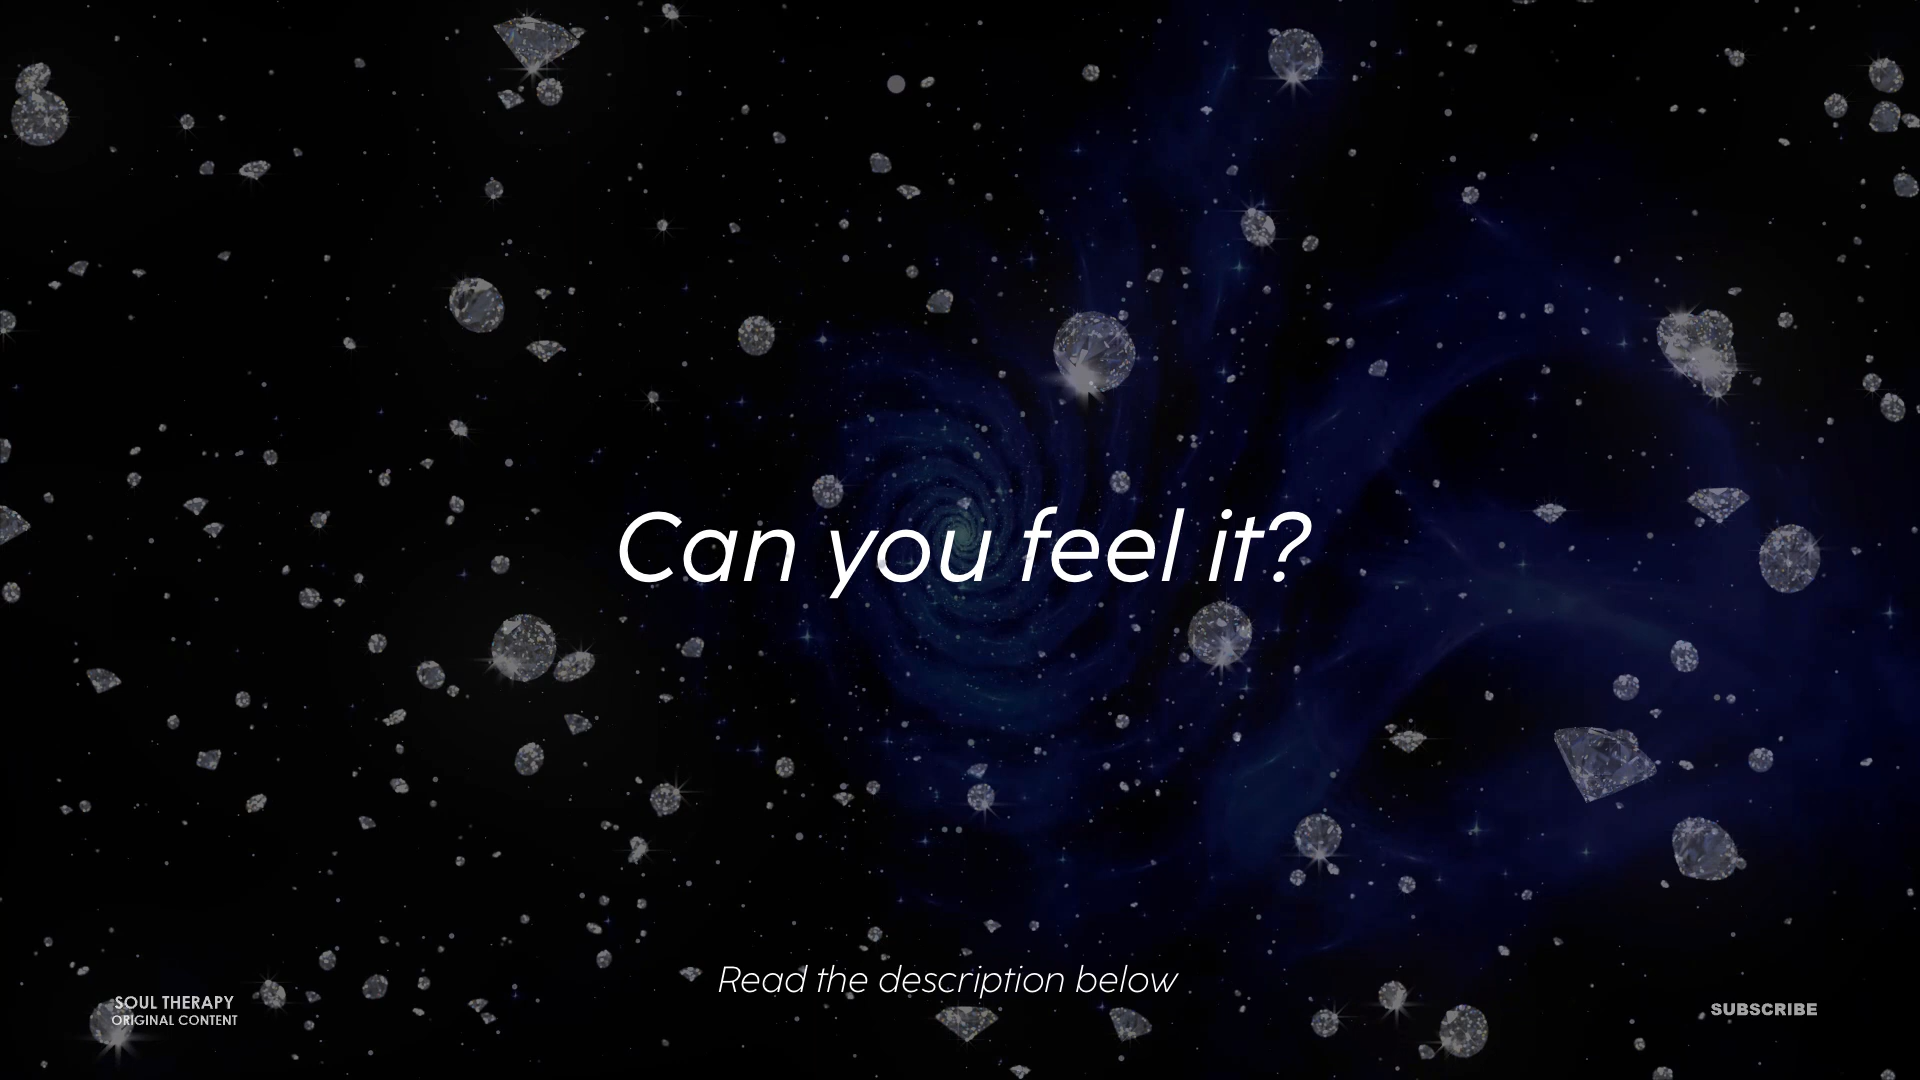 Can you feel it?
Read the description below
SOUL THERAPY
ORIGINAL CONTENT
SUBSCRIBE